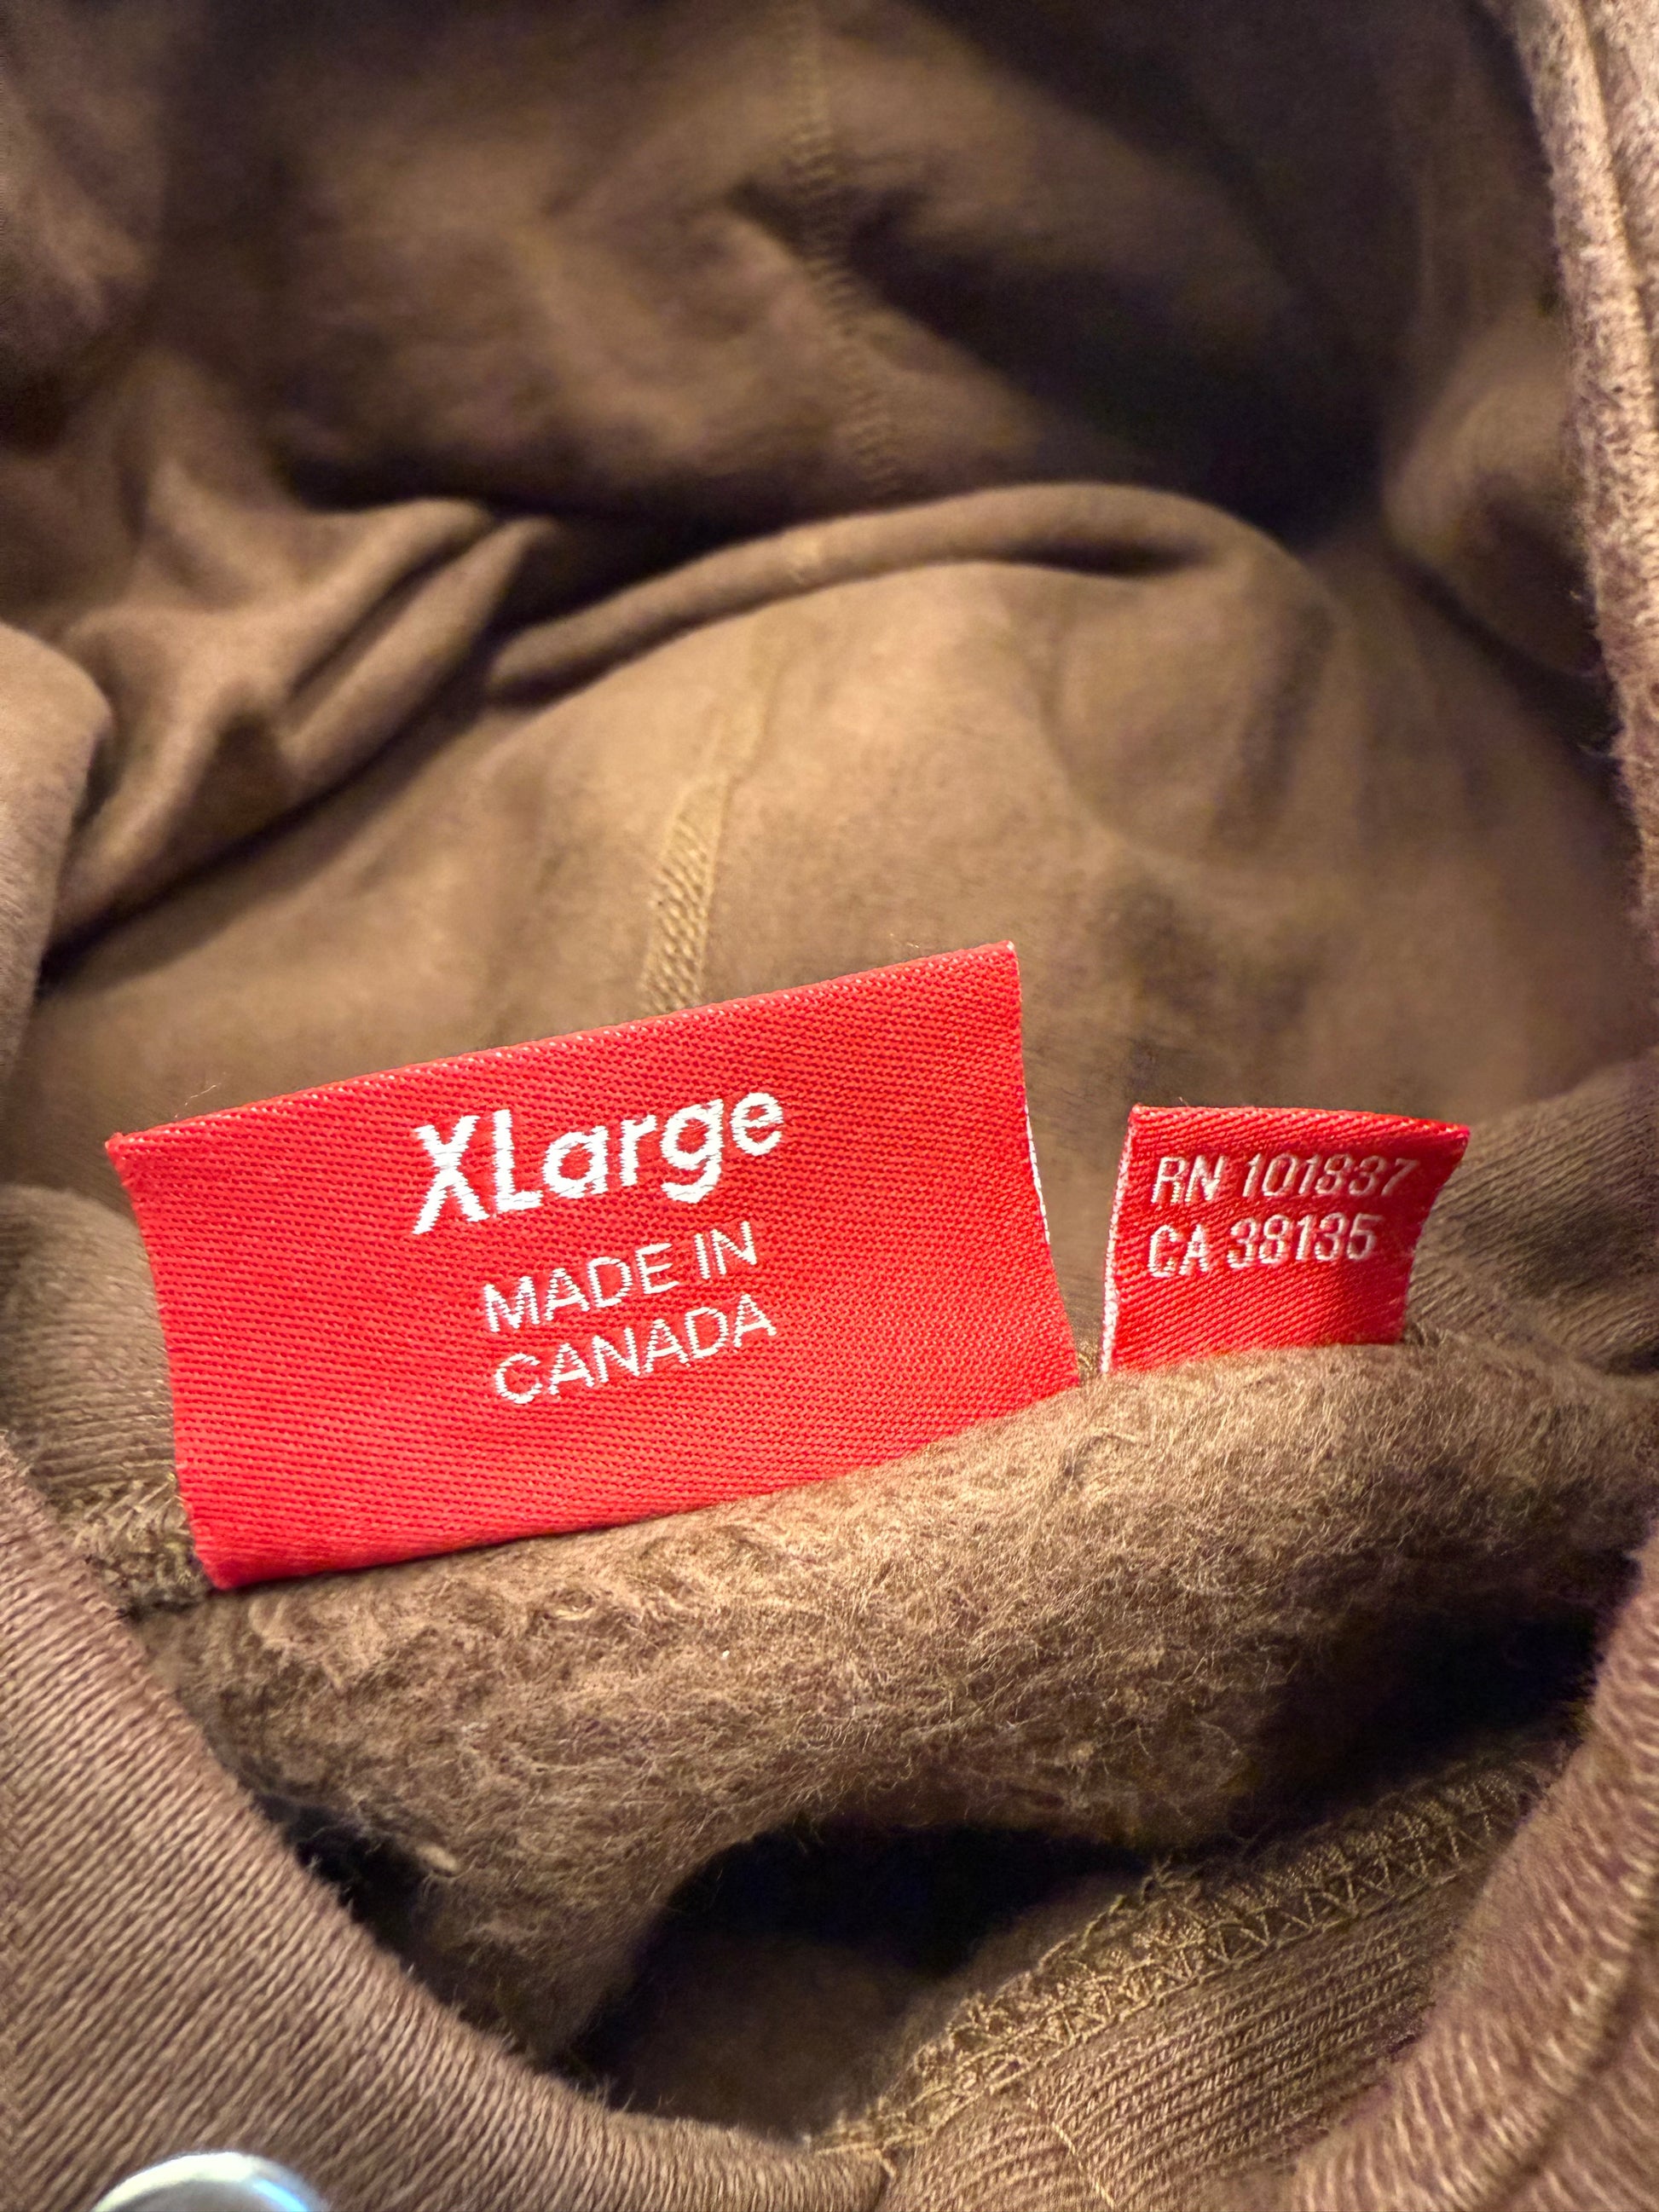 XLarge
MADE IN
CANADA
RN 101837
CA 38135